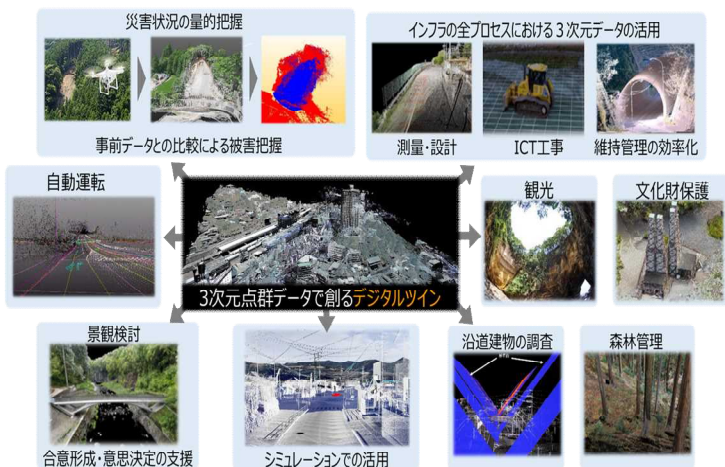 災害状況の量的把握
事前データとの比較による被害把握
インフラの全プロセスにおける3次元データの活用
測量・設計
ICT工事
維持管理の効率化
自動運転
3次元点群データで創るデジタルツイン
観光
文化財保護
景観検討
合意形成・意思決定の支援
シミュレーションでの活用
沿道建物の調査
森林管理